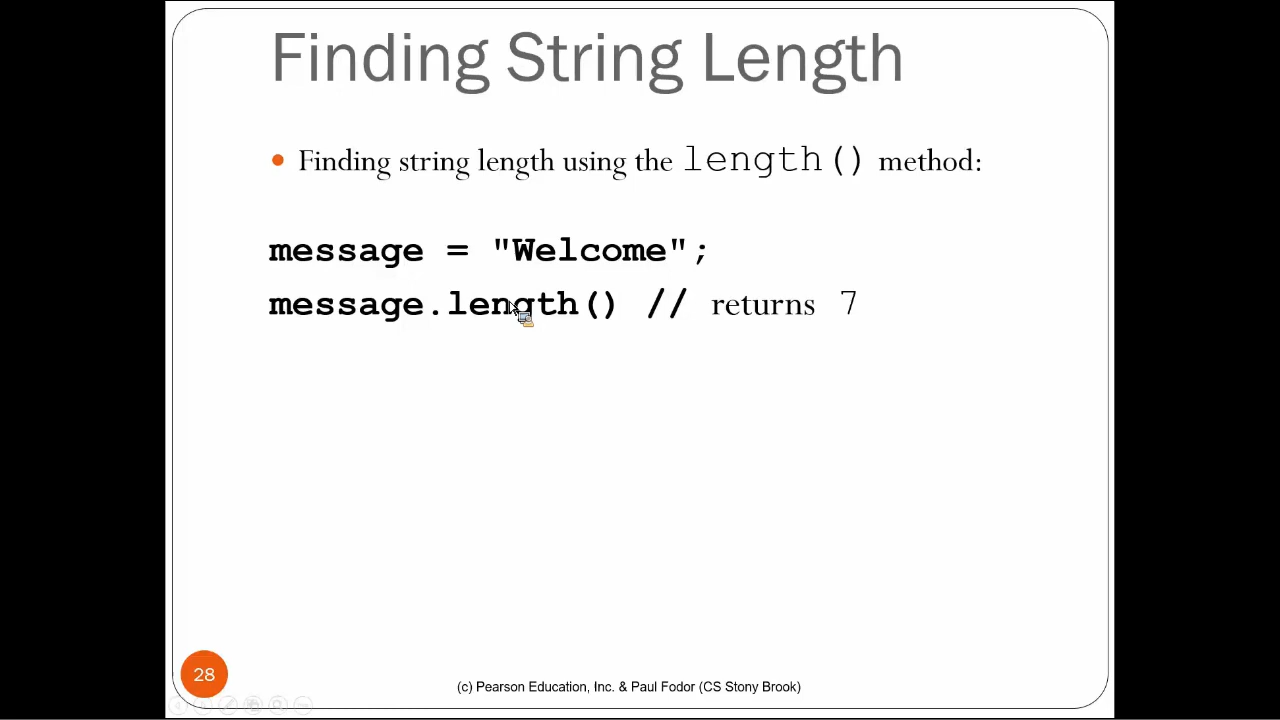 Finding String Length
• Finding string length using the length() method:
message = "Welcome";
message.length() // returns 7
28
(c) Pearson Education, Inc. & Paul Fodor (CS Stony Brook)